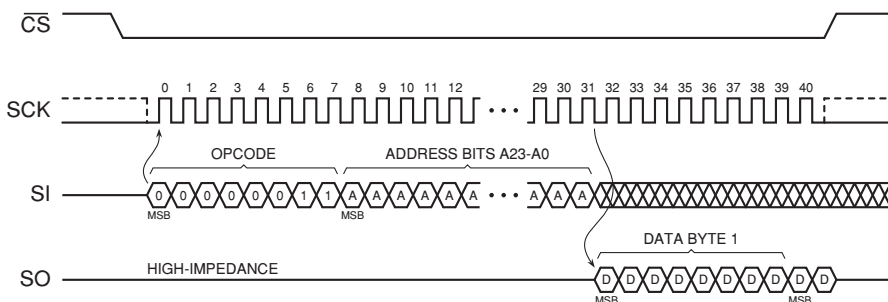 CS
0 1 2 3 4 5 6 7 8 9 10 11 12 29 30 31 32 33 34 35 36 37 38 39 40
SCK
OPCODE ADDRESS BITS A23-A0
SI 0 0 0 0 0 0 1 1 A A A A A A A A A
MSB MSB
DATA BYTE 1
HIGH-IMPEDANCE
SO D D D D D D D D D D
MSB MSB